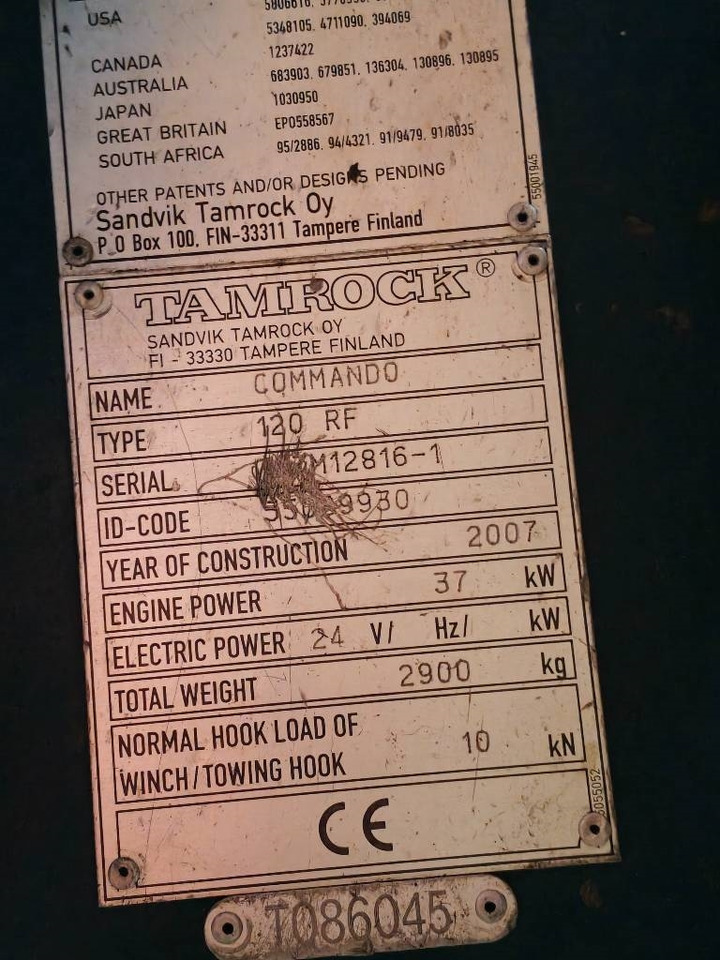 USA
5348105. 4711090. 394069
CANADA 1237422
AUSTRALIA 683903. 679851. 136304. 130896. 130895
JAPAN 1030950
GREAT BRITAIN EP0558567
SOUTH AFRICA 95/2886. 94/4321. 91/9479. 91/8035
OTHER PATENTS AND/OR DESIGNS PENDING
Sandvik Tamrock Oy
P O Box 100, FIN-33311 Tampere Finland
55001945
TAMROCK®
SANDVIK TAMROCK OY
FI - 33330 TAMPERE FINLAND
NAME COMMANDO
TYPE 120 RF
SERIAL M12816-1
ID-CODE 9930
YEAR OF CONSTRUCTION 2007
ENGINE POWER 37 kW
ELECTRIC POWER 24 V/ Hz/ kW
TOTAL WEIGHT 2900 kg
NORMAL HOOK LOAD OF
WINCH/TOWING HOOK 10 kN
CE
T086045